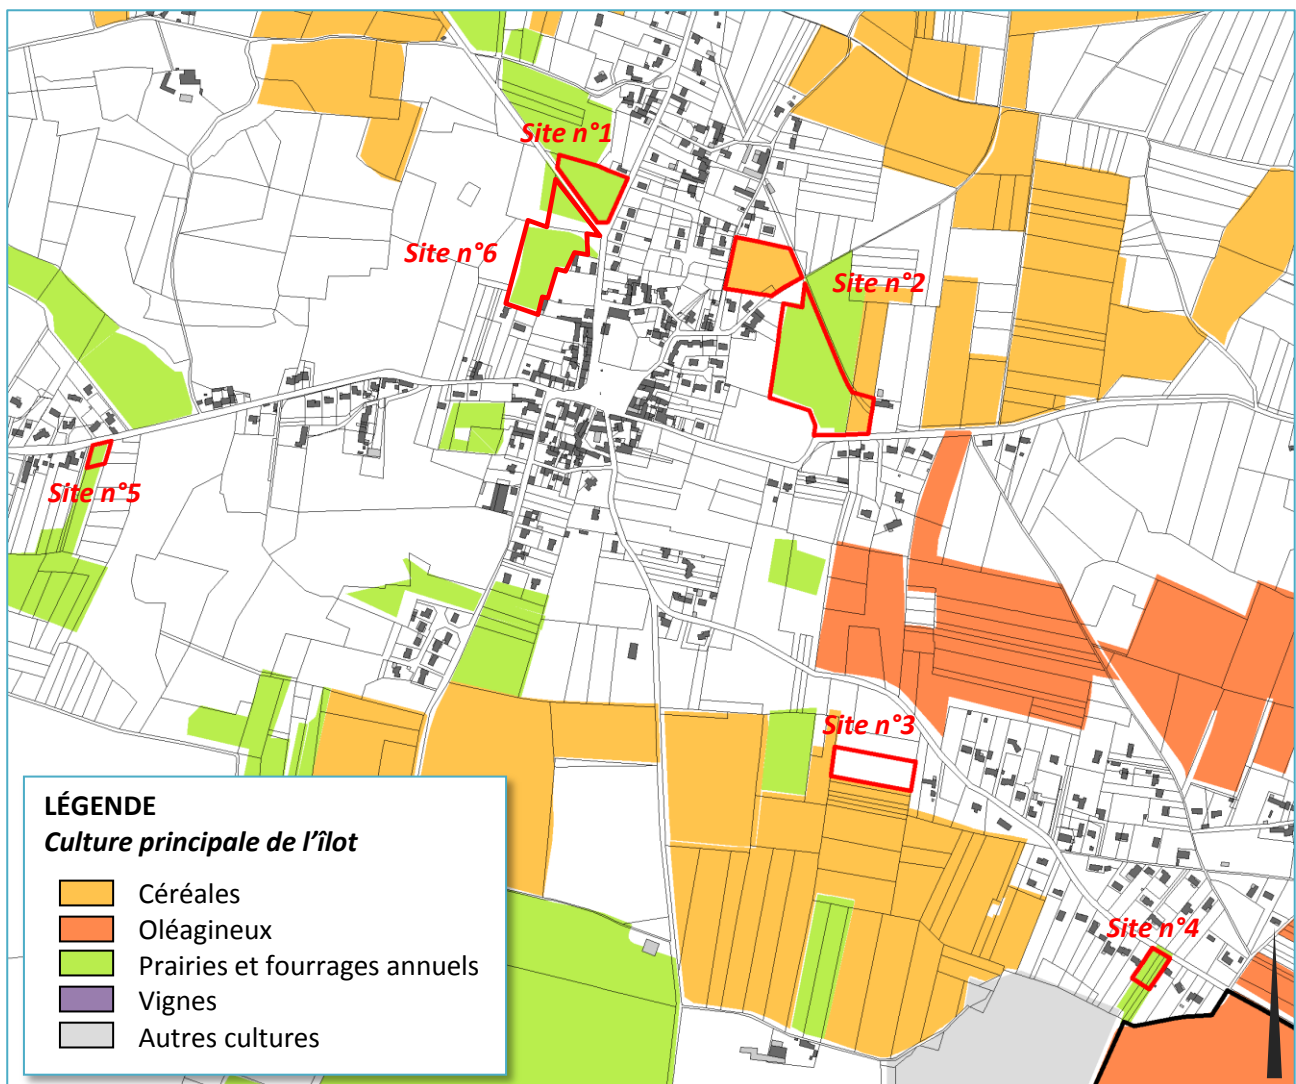 Site n°1
Site n°6
Site n°2
Site n°5
Site n°3
Site n°4
LÉGENDE
Culture principale de l’îlot
Céréales
Oléagineux
Prairies et fourrages annuels
Vignes
Autres cultures